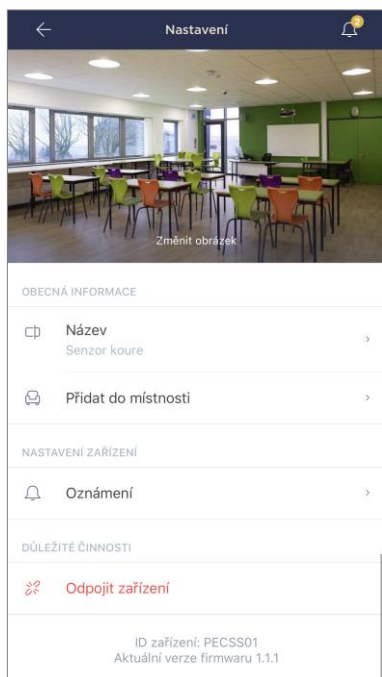 Nastavení
2
Změnit obrázek
OBECNÁ INFORMACE
Název
Senzor koure
Přidat do místnosti
NASTAVENÍ ZAŘÍZENÍ
Oznámení
DŮLEŽITÉ ČINNOSTI
Odpojit zařízení
ID zařízení: PECSS01
Aktuální verze firmwaru 1.1.1